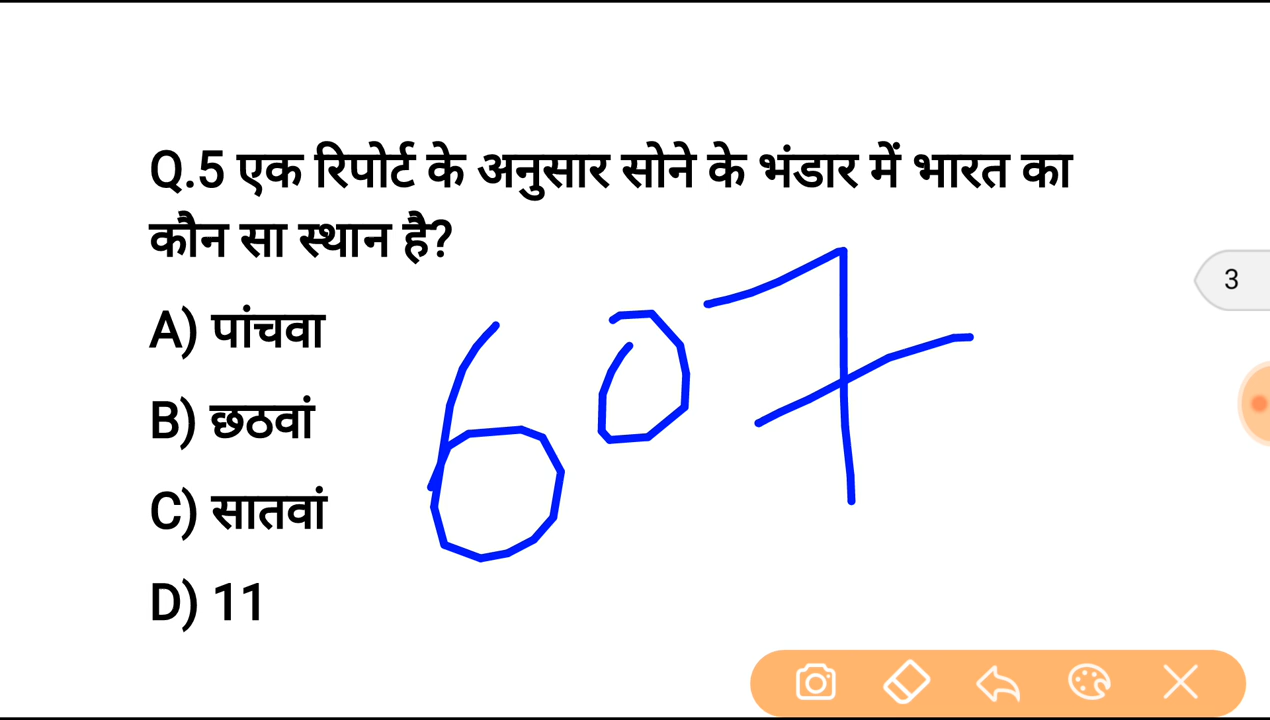 Q.5 एक रिपोर्ट के अनुसार सोने के भंडार में भारत का
कौन सा स्थान है?
A) पांचवा
B) छठवां
C) सातवां
D) 11
607
3